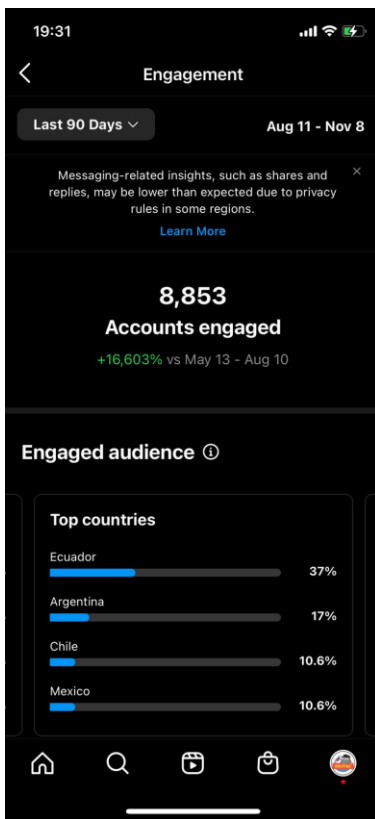 19:31
Engagement
Last 90 Days
Aug 11 - Nov 8
Messaging-related insights, such as shares and
replies, may be lower than expected due to privacy
rules in some regions.
Learn More
8,853
Accounts engaged
+16,603% vs May 13 - Aug 10
Engaged audience
Top countries
Ecuador
37%
Argentina
17%
Chile
10.6%
Mexico
10.6%